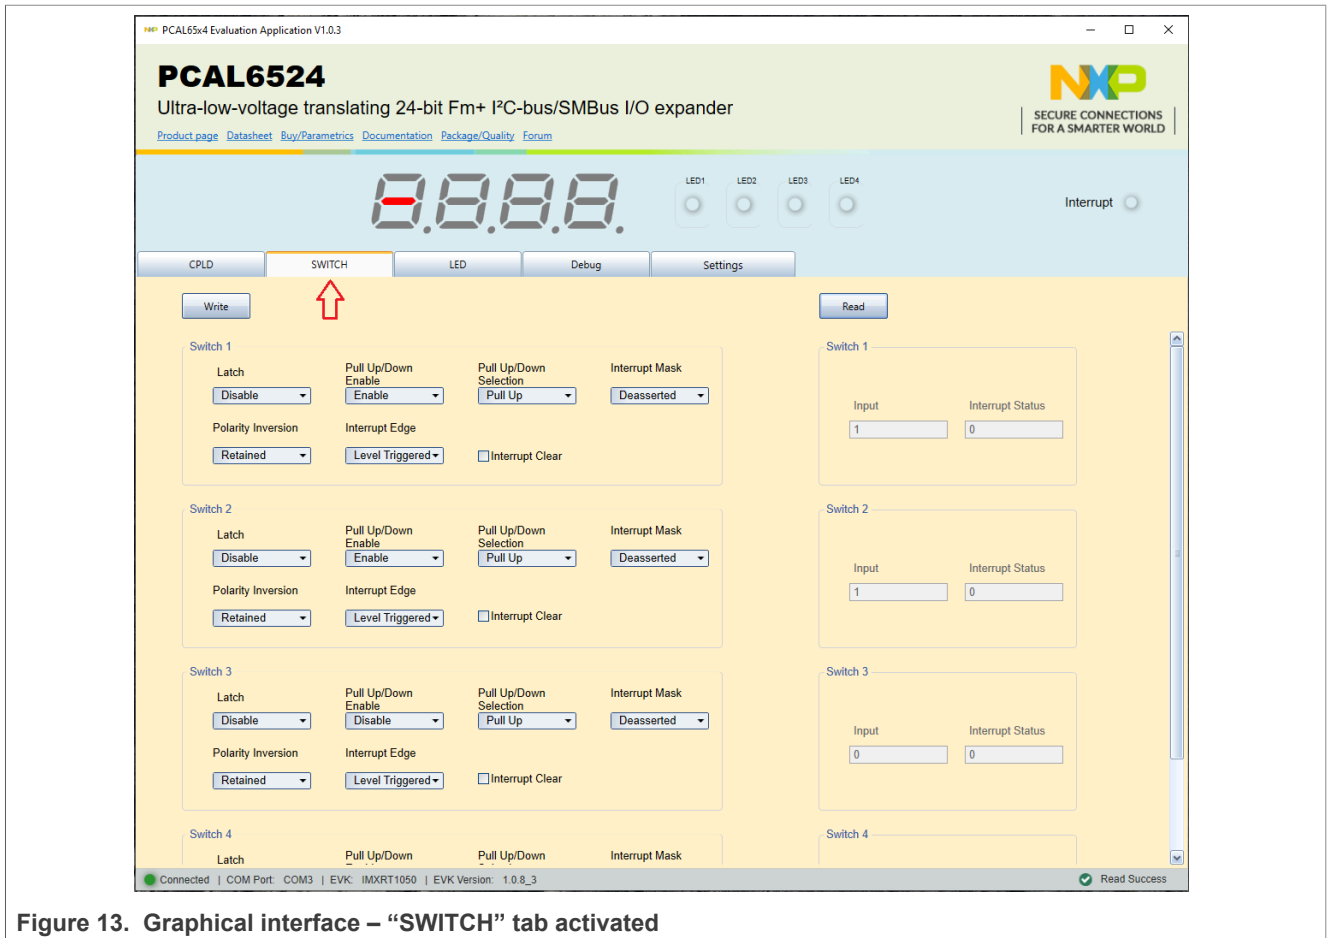 NXP PCAL65x4 Evaluation Application V1.0.3
PCAL6524
Ultra-low-voltage translating 24-bit Fm+ I²C-bus/SMBus I/O expander
Product page Datasheet Buy/Parametrics Documentation Package/Quality Forum
NXP
SECURE CONNECTIONS
FOR A SMARTER WORLD
LED1 LED2 LED3 LED4
Interrupt
CPLD SWITCH LED Debug Settings
Write Read
Switch 1
Latch Pull Up/Down Enable Pull Up/Down Selection Interrupt Mask
Disable Enable Pull Up Deasserted
Polarity Inversion Interrupt Edge
Retained Level Triggered Interrupt Clear
Switch 1
Input Interrupt Status
1 0
Switch 2
Latch Pull Up/Down Enable Pull Up/Down Selection Interrupt Mask
Disable Enable Pull Up Deasserted
Polarity Inversion Interrupt Edge
Retained Level Triggered Interrupt Clear
Switch 2
Input Interrupt Status
1 0
Switch 3
Latch Pull Up/Down Enable Pull Up/Down Selection Interrupt Mask
Disable Disable Pull Up Deasserted
Polarity Inversion Interrupt Edge
Retained Level Triggered Interrupt Clear
Switch 3
Input Interrupt Status
0 0
Switch 4
Latch Pull Up/Down Pull Up/Down Interrupt Mask
Switch 4
Connected | COM Port: COM3 | EVK: IMXRT1050 | EVK Version: 1.0.8_3
Read Success
Figure 13. Graphical interface – “SWITCH” tab activated